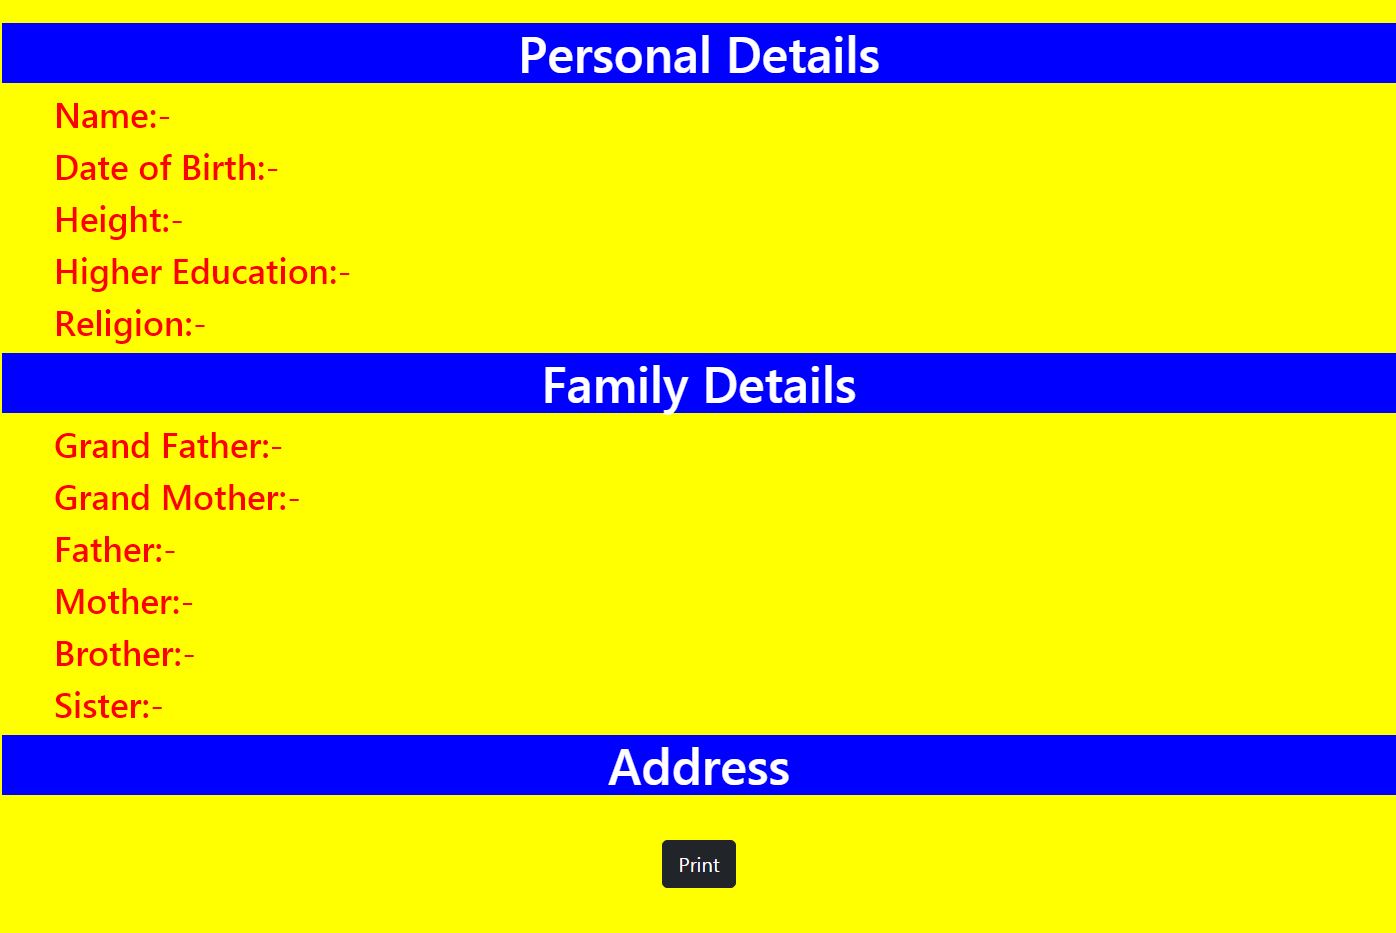 Personal Details
Name:-
Date of Birth:-
Height:-
Higher Education:-
Religion:-
Family Details
Grand Father:-
Grand Mother:-
Father:-
Mother:-
Brother:-
Sister:-
Address
Print